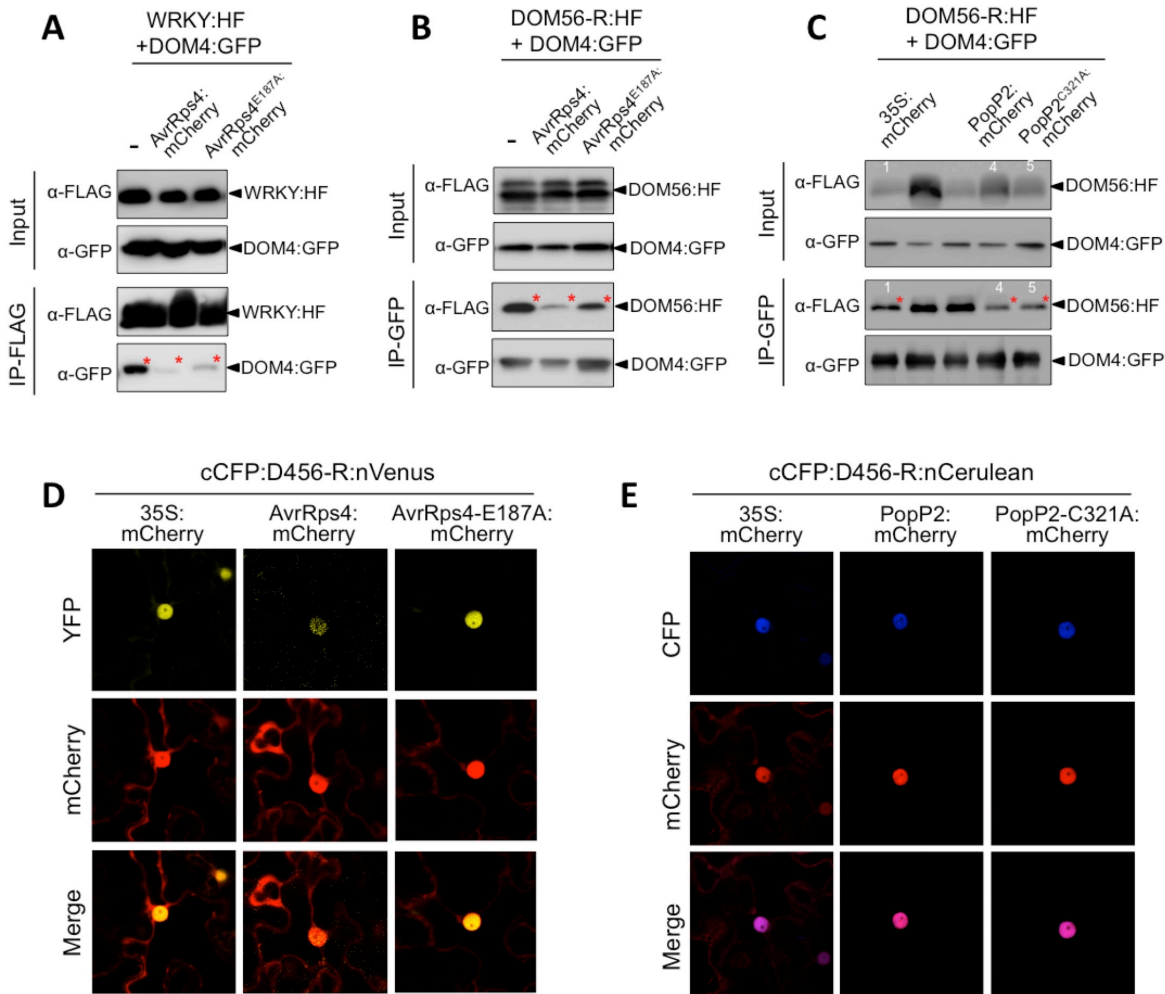 A
WRKY:HF
+DOM4:GFP
-
AvrRps4:
mCherry
AvrRps4E187A:
mCherry
Input
α-FLAG
WRKY:HF
α-GFP
DOM4:GFP
IP-FLAG
α-FLAG
WRKY:HF
α-GFP
* * *
DOM4:GFP
B
DOM56-R:HF
+ DOM4:GFP
-
AvrRps4:
mCherry
AvrRps4E187A:
mCherry
Input
α-FLAG
DOM56:HF
α-GFP
DOM4:GFP
IP-GFP
α-FLAG
* * *
DOM56:HF
α-GFP
DOM4:GFP
C
DOM56-R:HF
+ DOM4:GFP
35S:
mCherry
PopP2:
mCherry
PopP2C321A:
mCherry
Input
1 4 5
α-FLAG
DOM56:HF
α-GFP
DOM4:GFP
IP-GFP
1 4 5
α-FLAG
* * *
DOM56:HF
α-GFP
DOM4:GFP
D
cCFP:D456-R:nVenus
35S:
mCherry
AvrRps4:
mCherry
AvrRps4-E187A:
mCherry
YFP
mCherry
Merge
E
cCFP:D456-R:nCerulean
35S:
mCherry
PopP2:
mCherry
PopP2-C321A:
mCherry
CFP
mCherry
Merge